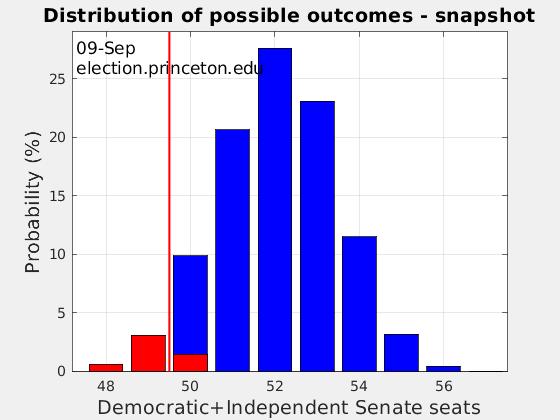 Distribution of possible outcomes - snapshot
09-Sep
election.princeton.edu
Probability (%)
25
20
15
10
5
0
48 50 52 54 56
Democratic+Independent Senate seats